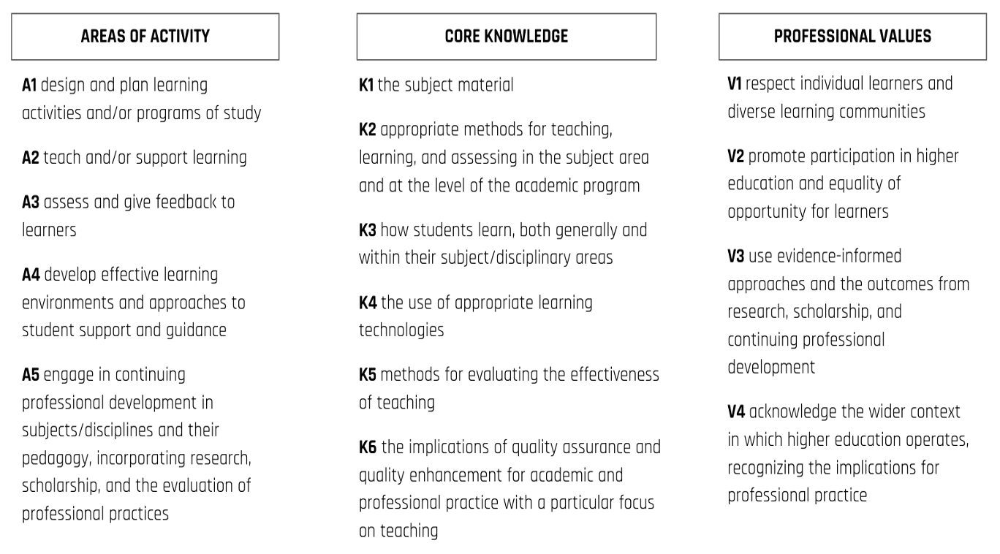 AREAS OF ACTIVITY
A1 design and plan learning
activities and/or programs of study
A2 teach and/or support learning
A3 assess and give feedback to
learners
A4 develop effective learning
environments and approaches to
student support and guidance
A5 engage in continuing
professional development in
subjects/disciplines and their
pedagogy, incorporating research,
scholarship, and the evaluation of
professional practices
CORE KNOWLEDGE
K1 the subject material
K2 appropriate methods for teaching,
learning, and assessing in the subject area
and at the level of the academic program
K3 how students learn, both generally and
within their subject/disciplinary areas
K4 the use of appropriate learning
technologies
K5 methods for evaluating the effectiveness
of teaching
K6 the implications of quality assurance and
quality enhancement for academic and
professional practice with a particular focus
on teaching
PROFESSIONAL VALUES
V1 respect individual learners and
diverse learning communities
V2 promote participation in higher
education and equality of
opportunity for learners
V3 use evidence-informed
approaches and the outcomes from
research, scholarship, and
continuing professional
development
V4 acknowledge the wider context
in which higher education operates,
recognizing the implications for
professional practice